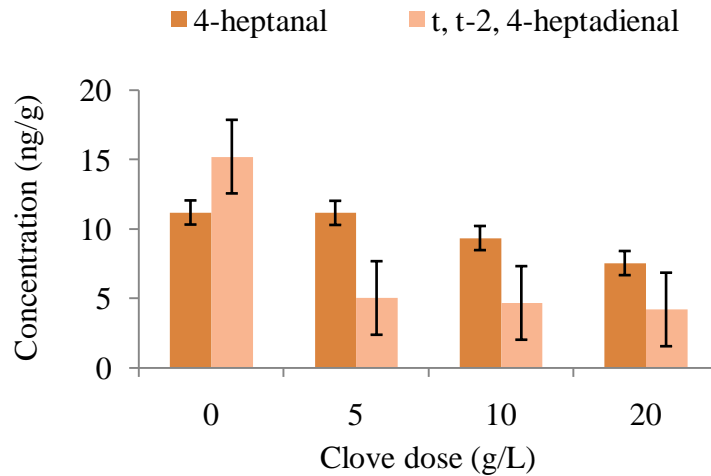 4-heptanal t, t-2, 4-heptadienal
20
15
10
5
0
Concentration (ng/g)
0 5 10 20
Clove dose (g/L)